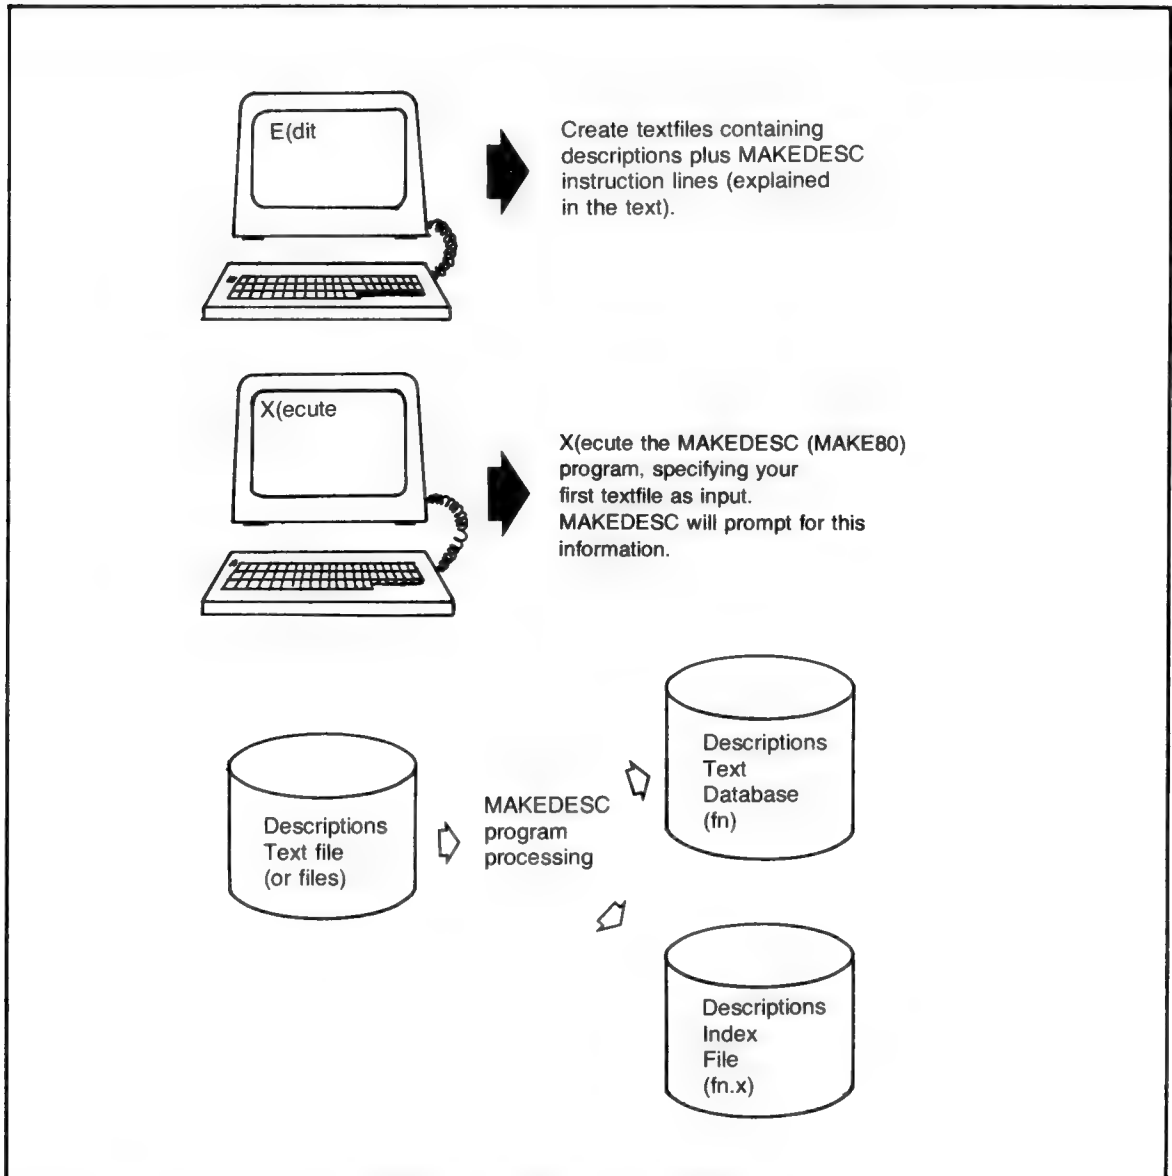 E(dit
Create textfiles containing
descriptions plus MAKEDESC
instruction lines (explained
in the text).
X(ecute
X(ecute the MAKEDESC (MAKE80)
program, specifying your
first textfile as input.
MAKEDESC will prompt for this
information.
Descriptions
Text file
(or files)
MAKEDESC
program
processing
Descriptions
Text
Database
(fn)
Descriptions
Index
File
(fn.x)